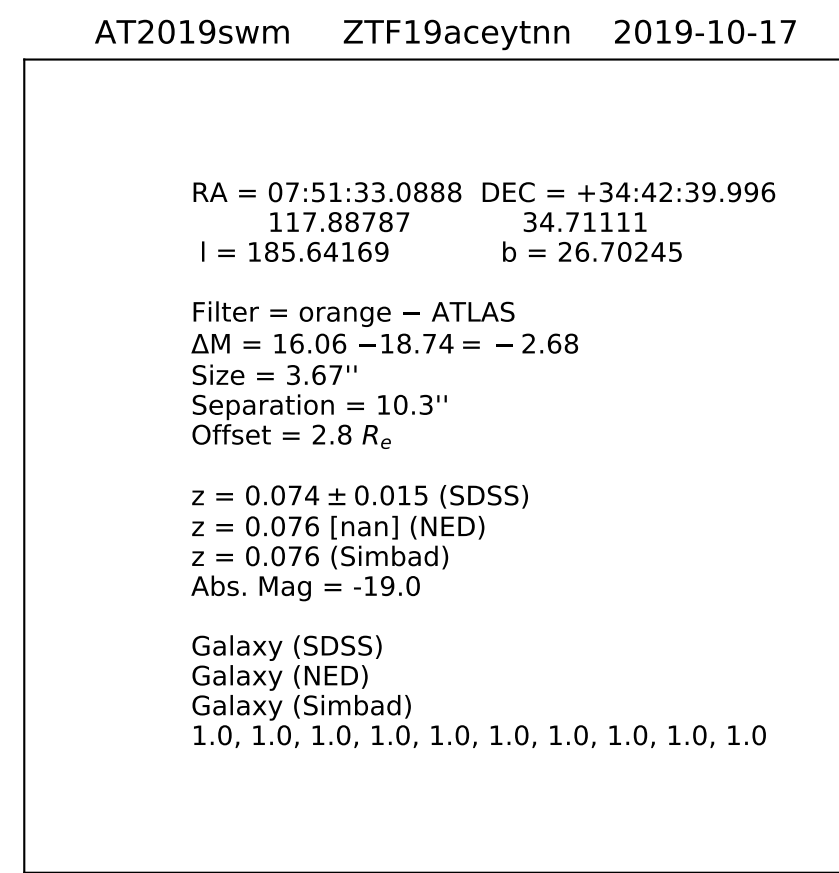 AT2019swm ZTF19aceytnn 2019-10-17
RA = 07:51:33.0888 DEC = +34:42:39.996
117.88787 34.71111
l = 185.64169 b = 26.70245
Filter = orange − ATLAS
ΔM = 16.06 −18.74 = − 2.68
Size = 3.67''
Separation = 10.3''
Offset = 2.8 Re
z = 0.074 ± 0.015 (SDSS)
z = 0.076 [nan] (NED)
z = 0.076 (Simbad)
Abs. Mag = -19.0
Galaxy (SDSS)
Galaxy (NED)
Galaxy (Simbad)
1.0, 1.0, 1.0, 1.0, 1.0, 1.0, 1.0, 1.0, 1.0, 1.0